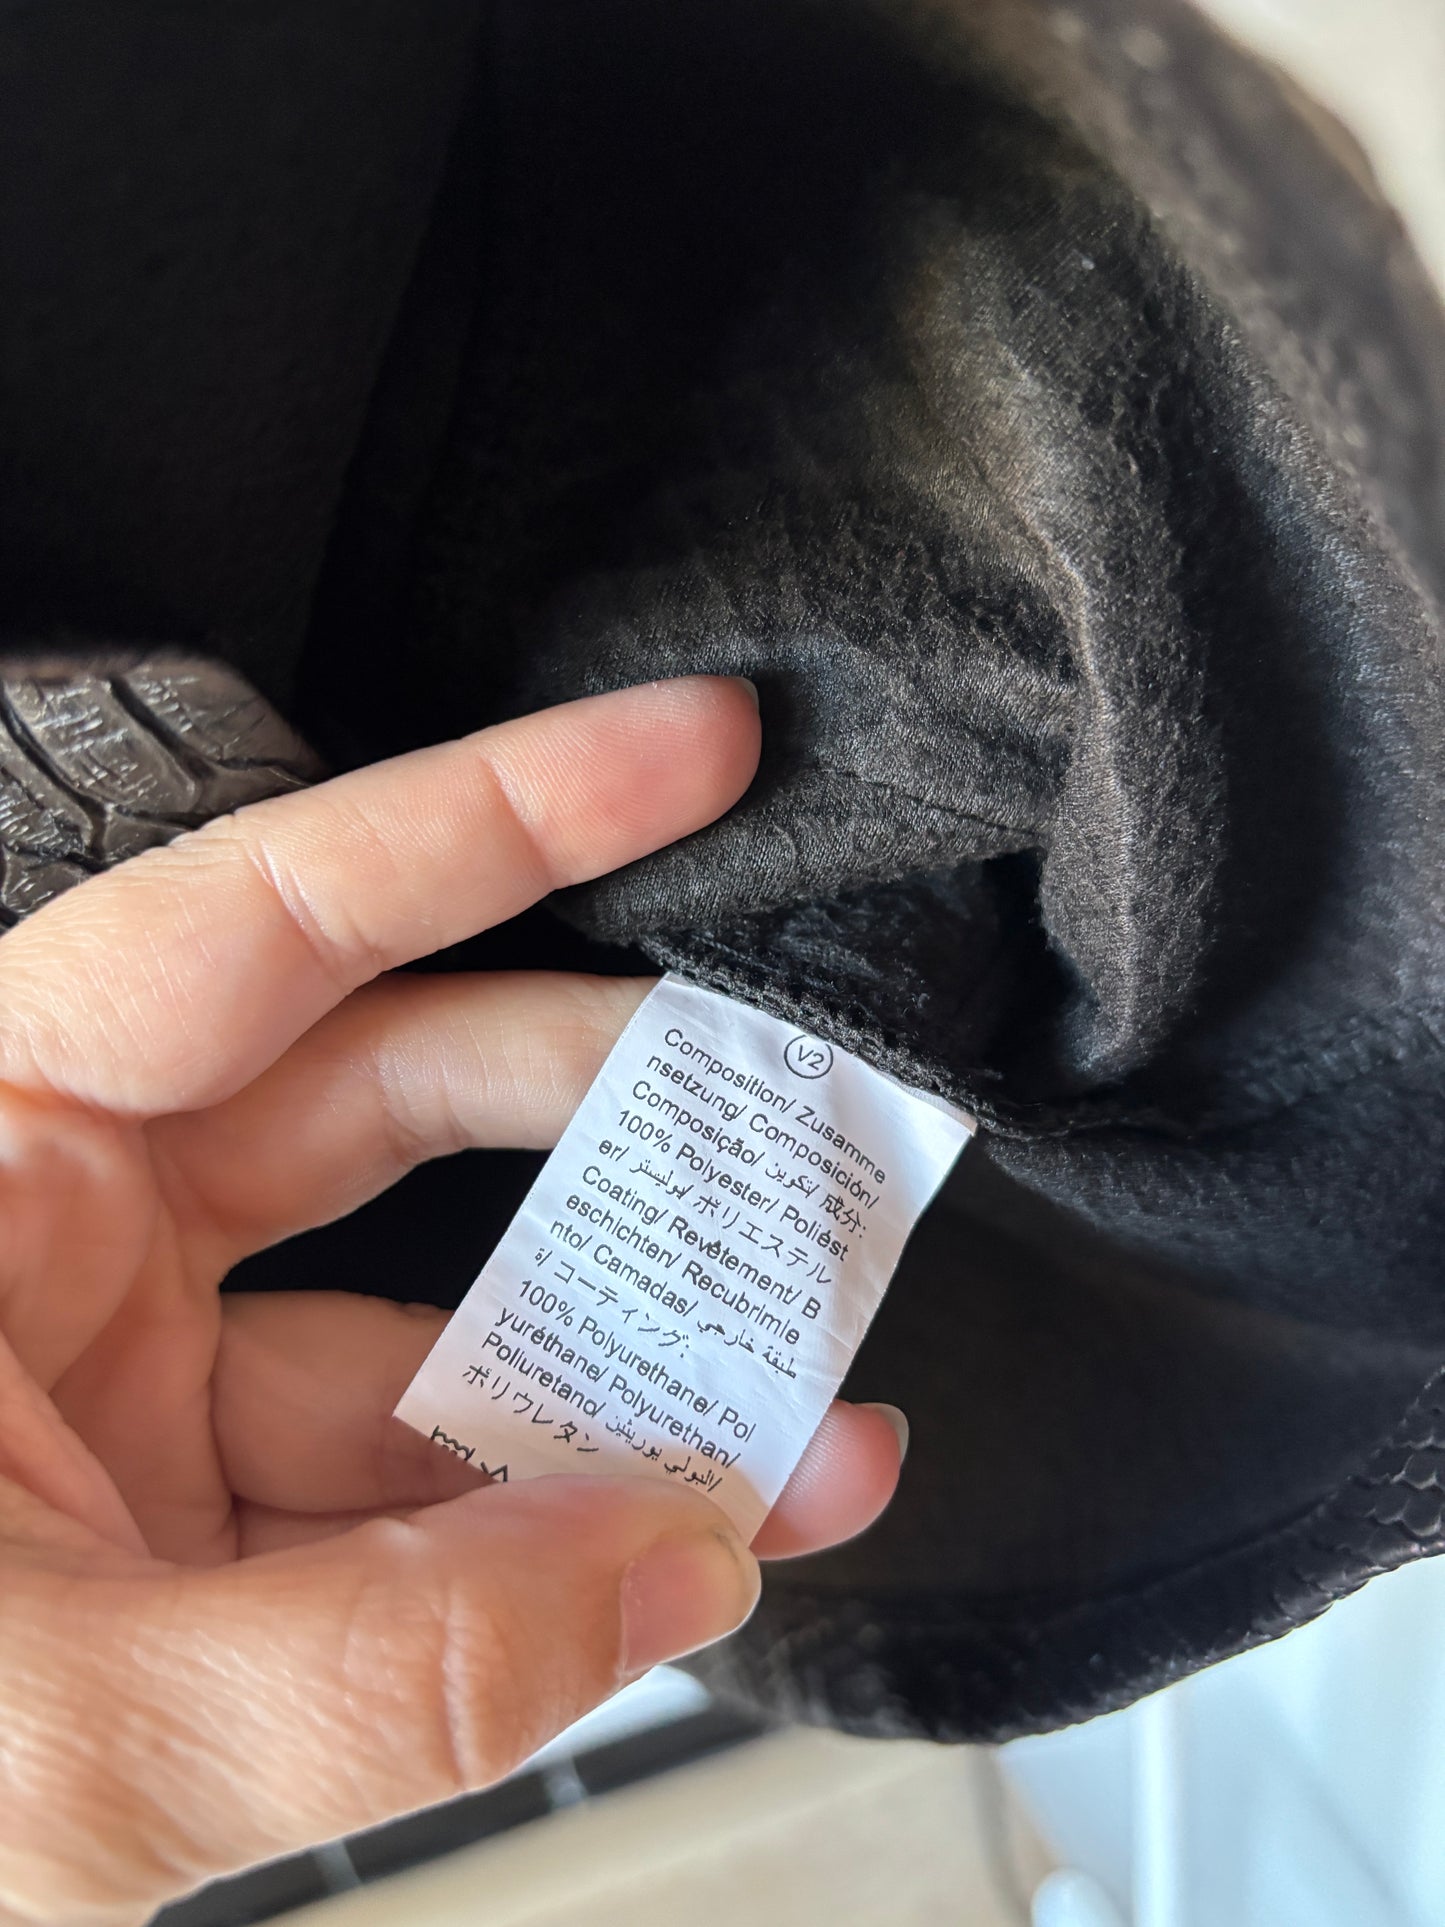 V2
Composition/ Zusamme
nsetzung/ Composición/
Composição/ تكوين/ 成分:
100% Polyester/ Poliést
er/ بوليستر/ ポリエステル
Coating/ Revêtement/ B
eschichten/ Recubrimie
nto/ Camadas/ طبقة خارجي
ة/ コーティング:
100% Polyurethane/ Pol
yuréthane/ Polyurethan/
Poliuretano/ البولي يوريثين/
ポリウレタン